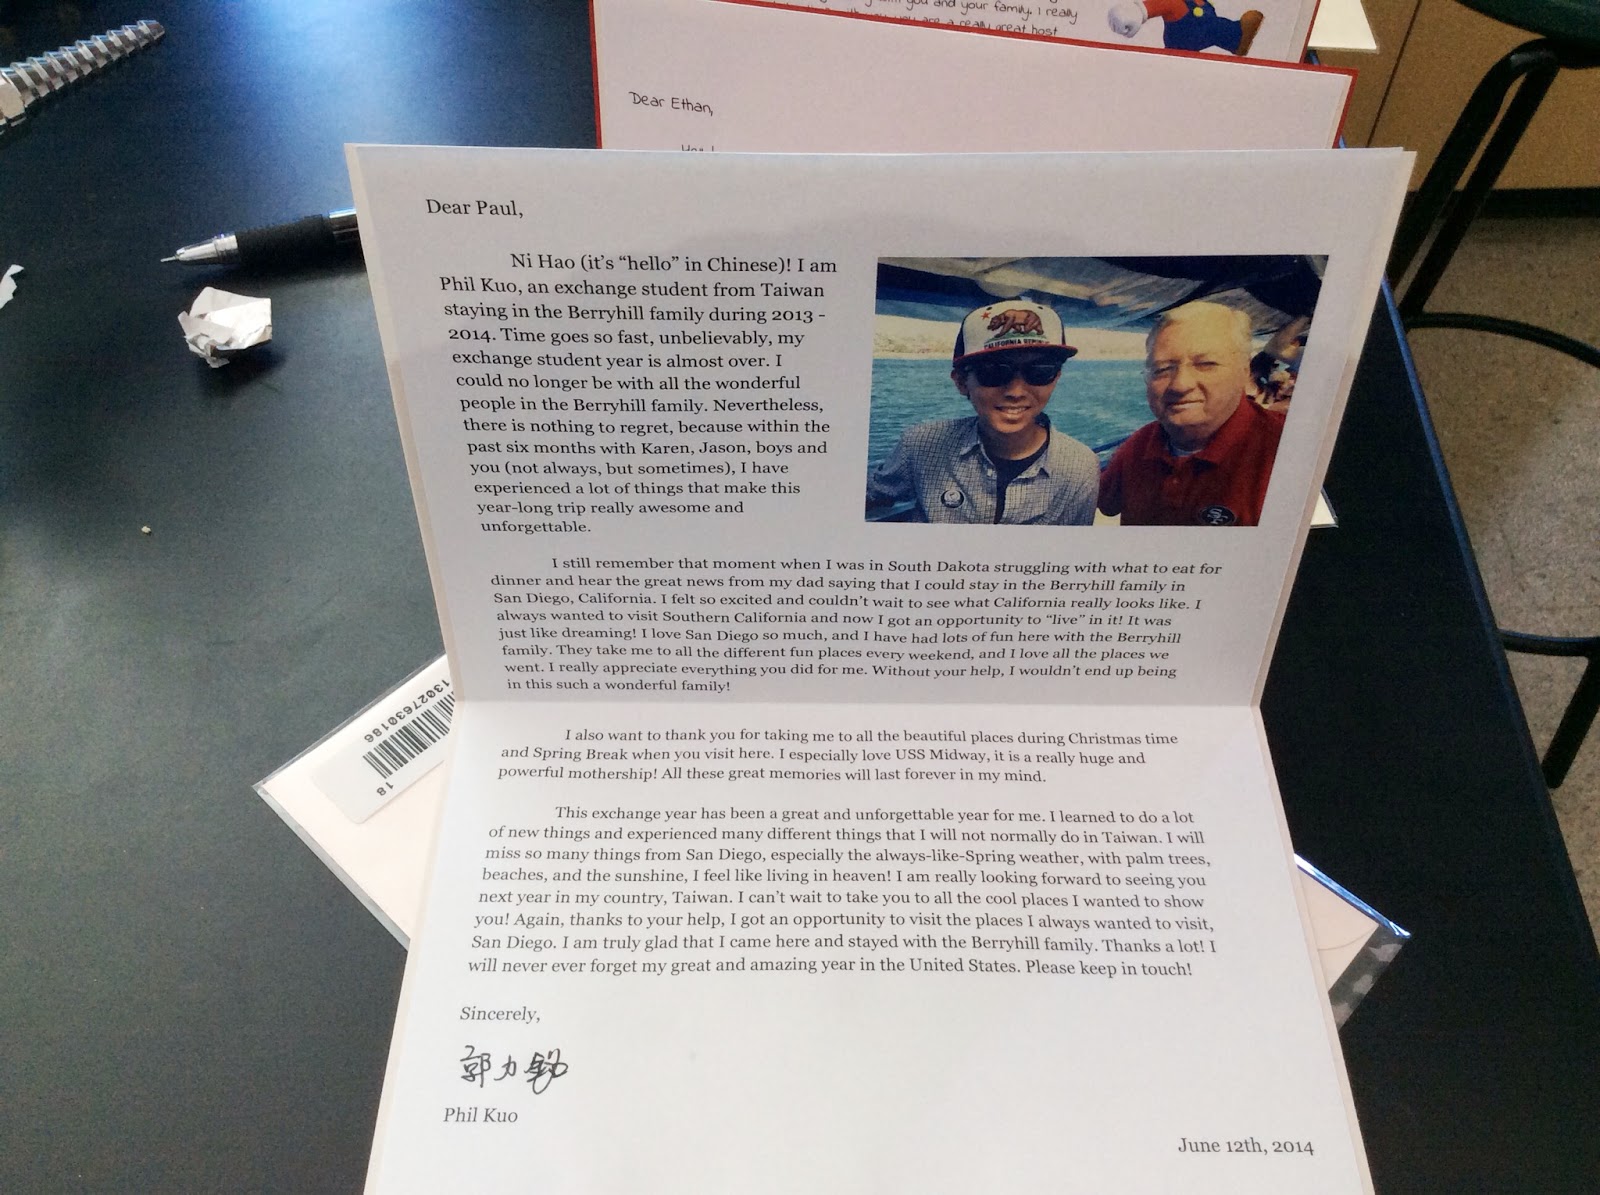 with you and your family. I really
you are a really great host
Dear Ethan,
Dear Paul,
Ni Hao (it's “hello” in Chinese)! I am
Phil Kuo, an exchange student from Taiwan
staying in the Berryhill family during 2013 -
2014. Time goes so fast, unbelievably, my
exchange student year is almost over. I
could no longer be with all the wonderful
people in the Berryhill family. Nevertheless,
there is nothing to regret, because within the
past six months with Karen, Jason, boys and
you (not always, but sometimes), I have
experienced a lot of things that make this
year-long trip really awesome and
unforgettable.
CALIFORNIA REPUBLIC
I still remember that moment when I was in South Dakota struggling with what to eat for
dinner and hear the great news from my dad saying that I could stay in the Berryhill family in
San Diego, California. I felt so excited and couldn't wait to see what California really looks like. I
always wanted to visit Southern California and now I got an opportunity to “live” in it! It was
just like dreaming! I love San Diego so much, and I have had lots of fun here with the Berryhill
family. They take me to all the different fun places every weekend, and I love all the places we
went. I really appreciate everything you did for me. Without your help, I wouldn't end up being
in this such a wonderful family!
I also want to thank you for taking me to all the beautiful places during Christmas time
and Spring Break when you visit here. I especially love USS Midway, it is a really huge and
powerful mothership! All these great memories will last forever in my mind.
This exchange year has been a great and unforgettable year for me. I learned to do a lot
of new things and experienced many different things that I will not normally do in Taiwan. I will
miss so many things from San Diego, especially the always-like-Spring weather, with palm trees,
beaches, and the sunshine, I feel like living in heaven! I am really looking forward to seeing you
next year in my country, Taiwan. I can't wait to take you to all the cool places I wanted to show
you! Again, thanks to your help, I got an opportunity to visit the places I always wanted to visit,
San Diego. I am truly glad that I came here and stayed with the Berryhill family. Thanks a lot! I
will never ever forget my great and amazing year in the United States. Please keep in touch!
Sincerely,
郭力
Phil Kuo
June 12th, 2014
13027630186
18